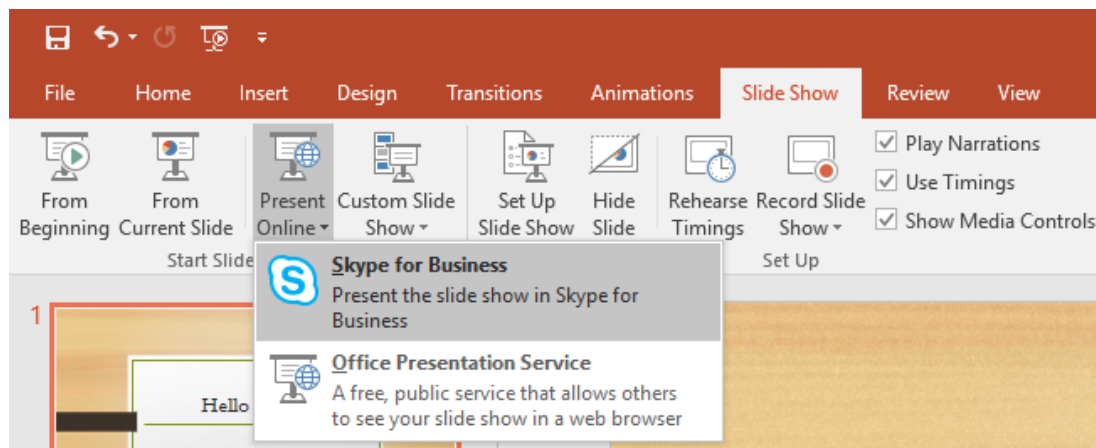 File Home Insert Design Transitions Animations Slide Show Review View
From Beginning
From Current Slide
Present Online
Custom Slide Show
Set Up Slide Show
Hide Slide
Rehearse Timings
Record Slide Show
Play Narrations
Use Timings
Show Media Controls
Start Slide
Set Up
Skype for Business
Present the slide show in Skype for
Business
Office Presentation Service
A free, public service that allows others
to see your slide show in a web browser
1
Hello